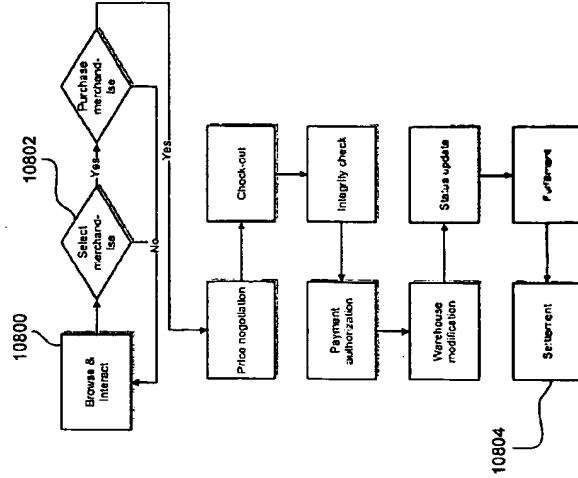 10800
Browse &
Interact
10802
Select
merchand-
ise
Yes
No
Purchase
merchand-
ise
Yes
Price negotiation
Check-out
Integrity check
Payment
authorization
Warehouse
modification
Status update
Fulfillment
Settlement
10804